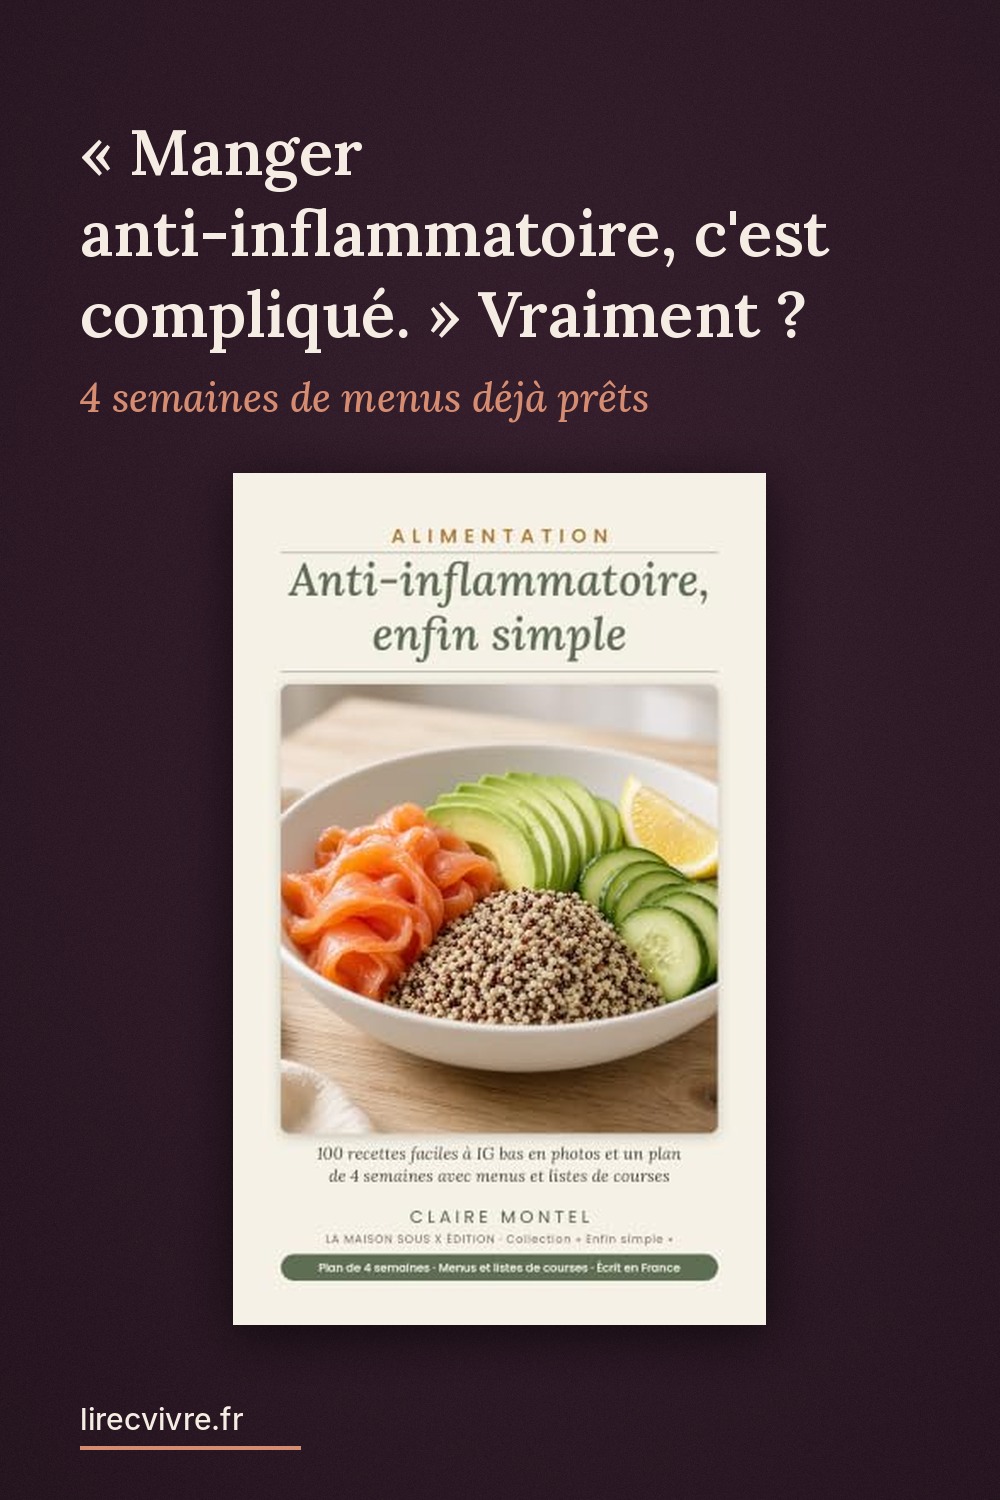 « Manger
anti-inflammatoire, c'est
compliqué. » Vraiment ?
4 semaines de menus déjà prêts
ALIMENTATION
Anti-inflammatoire,
enfin simple
100 recettes faciles à IG bas en photos et un plan
de 4 semaines avec menus et listes de courses
CLAIRE MONTEL
LA MAISON SOUS X ÉDITION · Collection « Enfin simple »
Plan de 4 semaines · Menus et listes de courses · Écrit en France
lirecvivre.fr